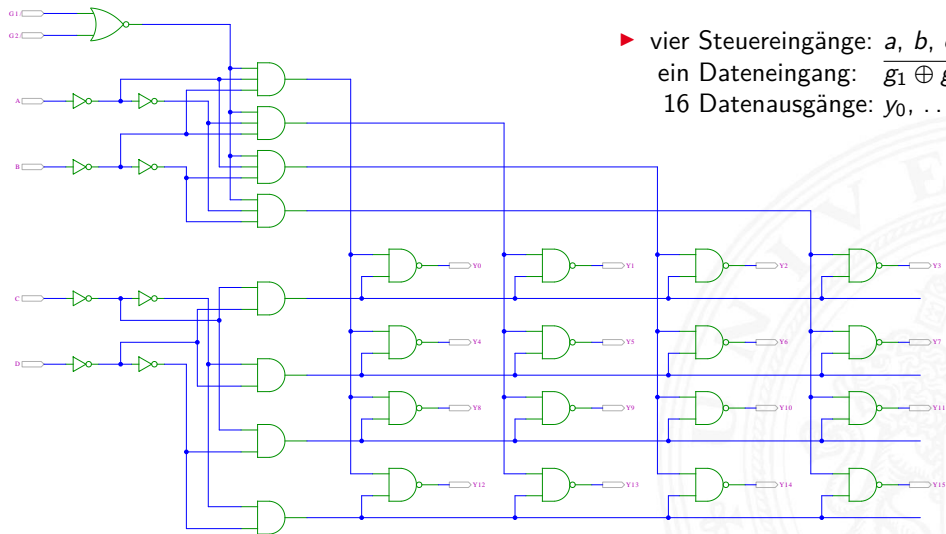 ► vier Steuereingänge: a, b,
ein Dateneingang: g₁ ⊕
16 Datenausgänge: y₀, . .
G1
G2
A
B
C
D
Y0 Y1 Y2 Y3
Y4 Y5 Y6 Y7
Y8 Y9 Y10 Y11
Y12 Y13 Y14 Y15